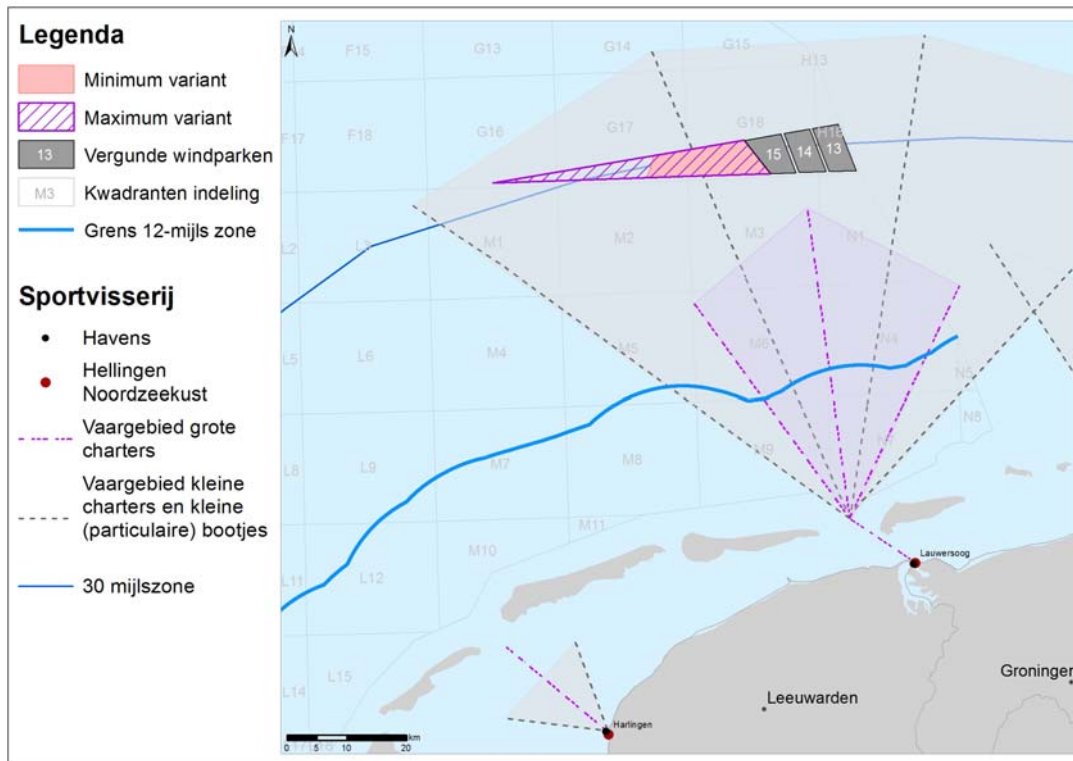 Legenda
Minimum variant
Maximum variant
13 Vergunde windparken
M3 Kwadranten indeling
Grens 12-mijls zone
Sportvisserij
Havens
Hellingen
Noordzeekust
Vaargebied grote
charters
Vaargebied kleine
charters en kleine
(particuliere) bootjes
30 mijlszone
N
F15 G13 G14 G15
H13
F17 F18 G16 G17 G18 H16
15 14 13
L2 L3 M1 M2 M3 N1
L5 L6 M4 M5 M6 N4 N5
L8 L9 M7 M8 M9 N7 N8
M10 M11
L11 L12
L14 L15
Lauwersoog
Groningen
Leeuwarden
Harlingen
km
0 5 10 20